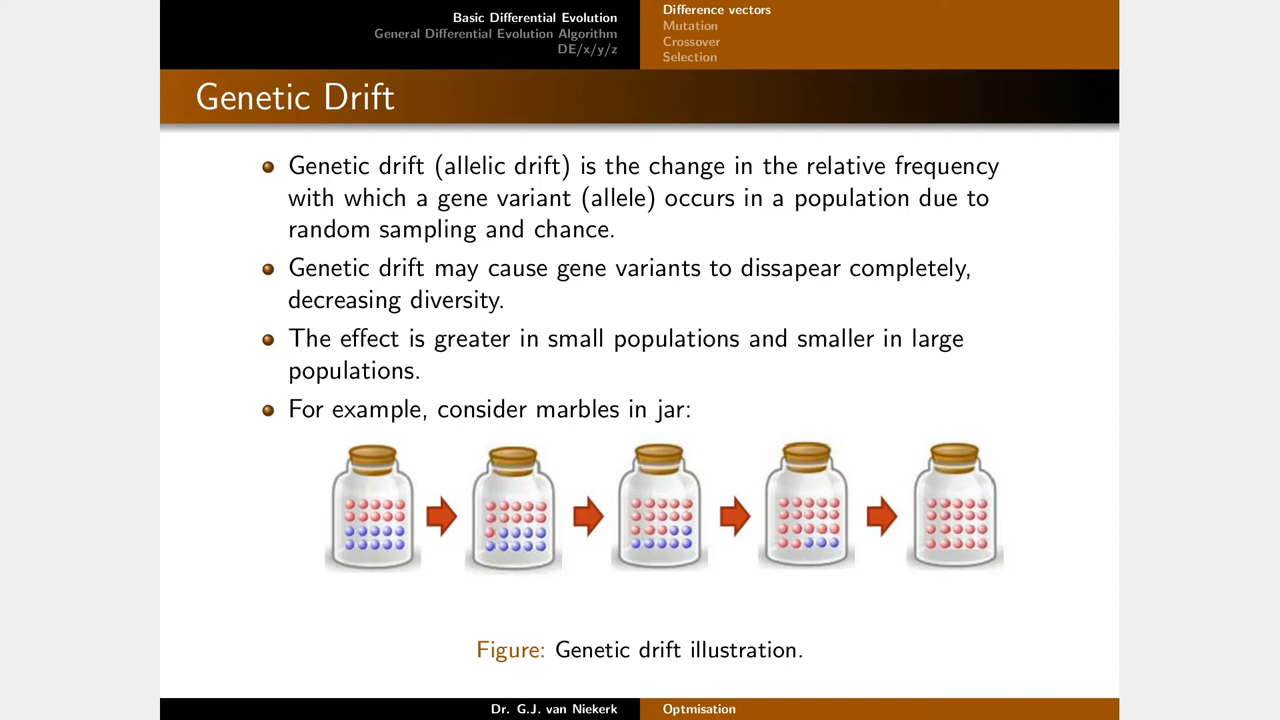 Basic Differential Evolution
General Differential Evolution Algorithm
DE/x/y/z
Difference vectors
Mutation
Crossover
Selection
Genetic Drift
Genetic drift (allelic drift) is the change in the relative frequency
with which a gene variant (allele) occurs in a population due to
random sampling and chance.
Genetic drift may cause gene variants to dissapear completely,
decreasing diversity.
The effect is greater in small populations and smaller in large
populations.
For example, consider marbles in jar:
Figure: Genetic drift illustration.
Dr. G.J. van Niekerk
Optmisation